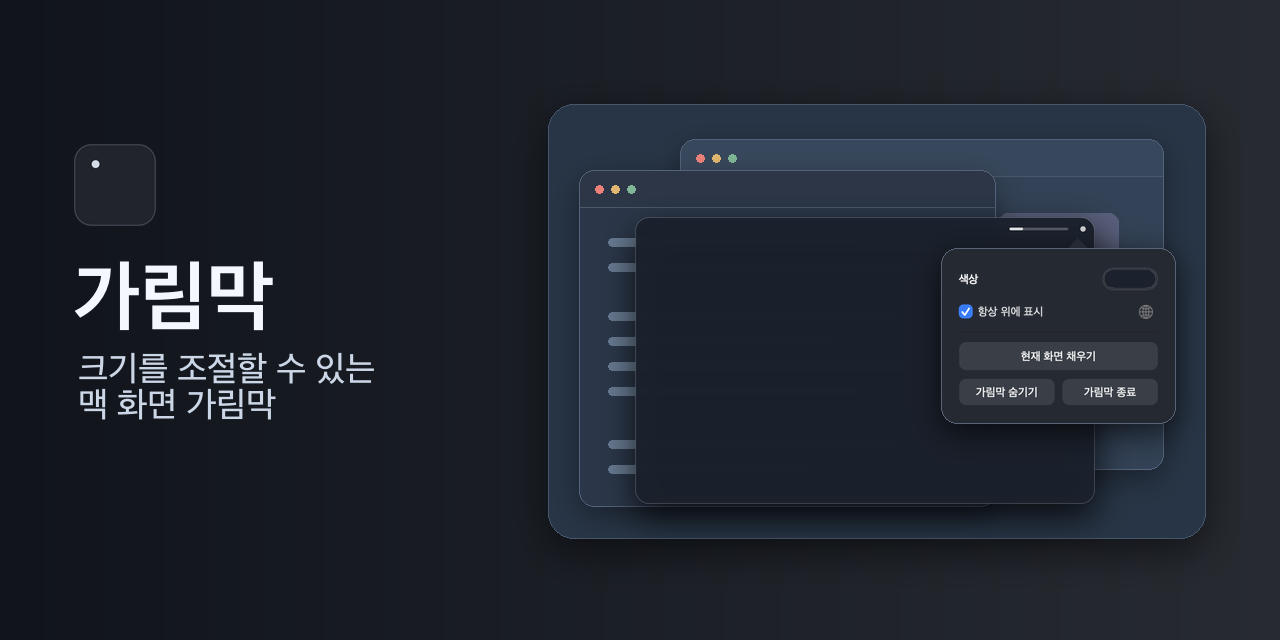 가림막
크기를 조절할 수 있는
맥 화면 가림막
색상
항상 위에 표시
현재 화면 채우기
가림막 숨기기
가림막 종료